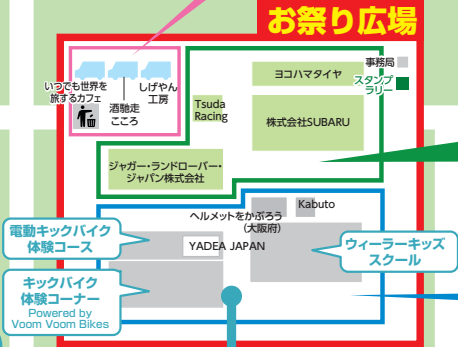 お祭り広場
事務局
スタンプ
ラリー
いつでも世界を
旅するカフェ
酒馳走
こころ
しげやん
工房
Tsuda
Racing
ヨコハマタイヤ
株式会社SUBARU
ジャガー・ランドローバー・
ジャパン株式会社
ヘルメットをかぶろう
（大阪府）
Kabuto
電動キックバイク
体験コース
YADEA JAPAN
ウィーラーキッズ
スクール
キックバイク
体験コーナー
Powered by
Voom Voom Bikes